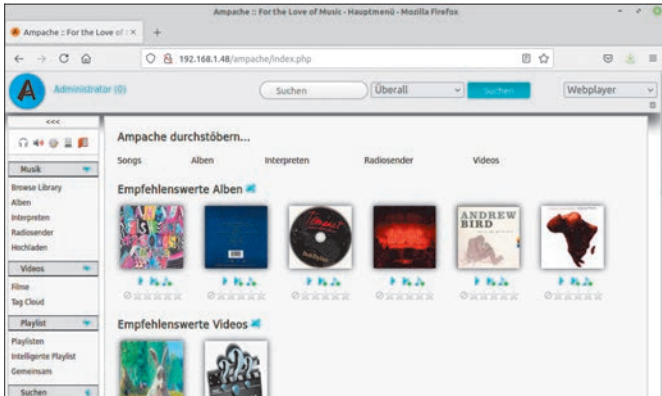 Ampache :: For the Love of Music - Hauptmenü - Mozilla Firefox
Ampache :: For the Love of
192.168.1.48/ampache/index.php
Administrator (0)
Suchen
Überall
Suchen
Webplayer
<<<
Musik
Browse Library
Alben
Interpreten
Radiosender
Hochladen
Videos
Filme
Tag Cloud
Playlist
Playlisten
Intelligente Playlist
Gemeinsam
Suchen
Ampache durchstöbern...
Songs Alben Interpreten Radiosender Videos
Empfehlenswerte Alben
ANDREW
BIRD
Empfehlenswerte Videos